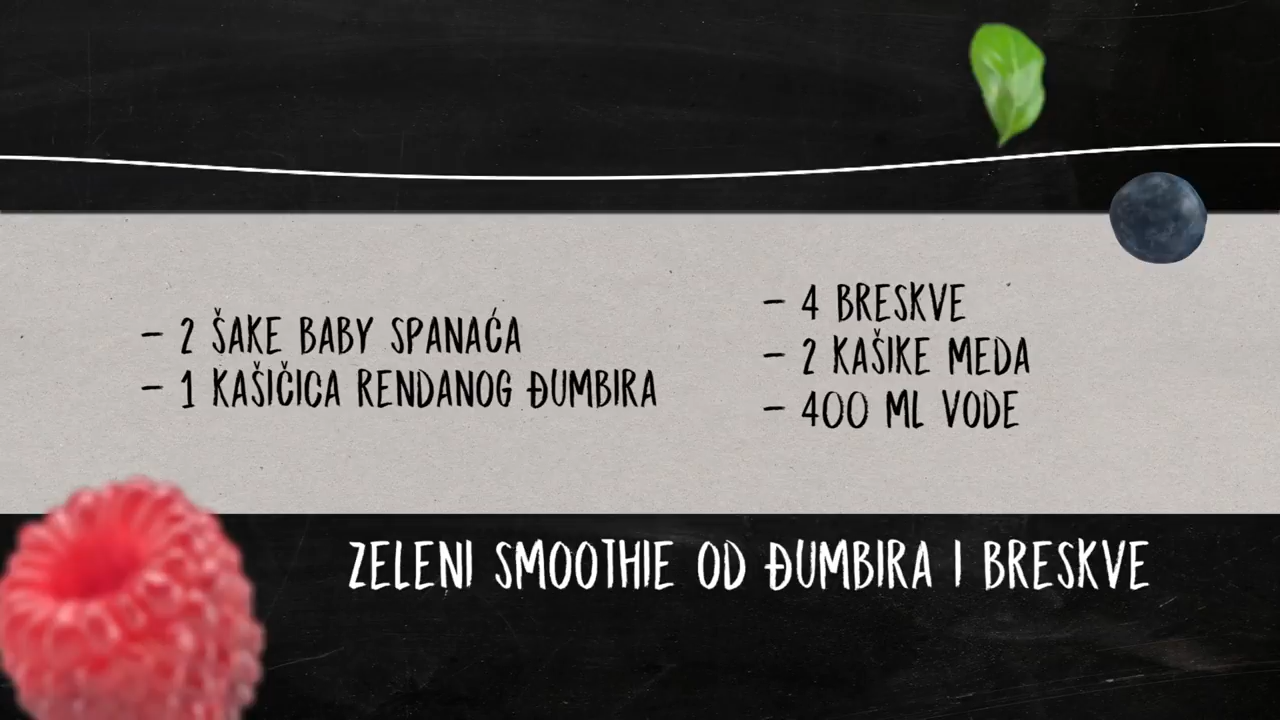 - 2 ŠAKE BABY SPANAĆA
- 1 KAŠIČICA RENDANOG ĐUMBIRA
- 4 BRESKVE
- 2 KAŠIKE MEDA
- 400 ML VODE
ZELENI SMOOTHIE OD ĐUMBIRA I BRESKVE